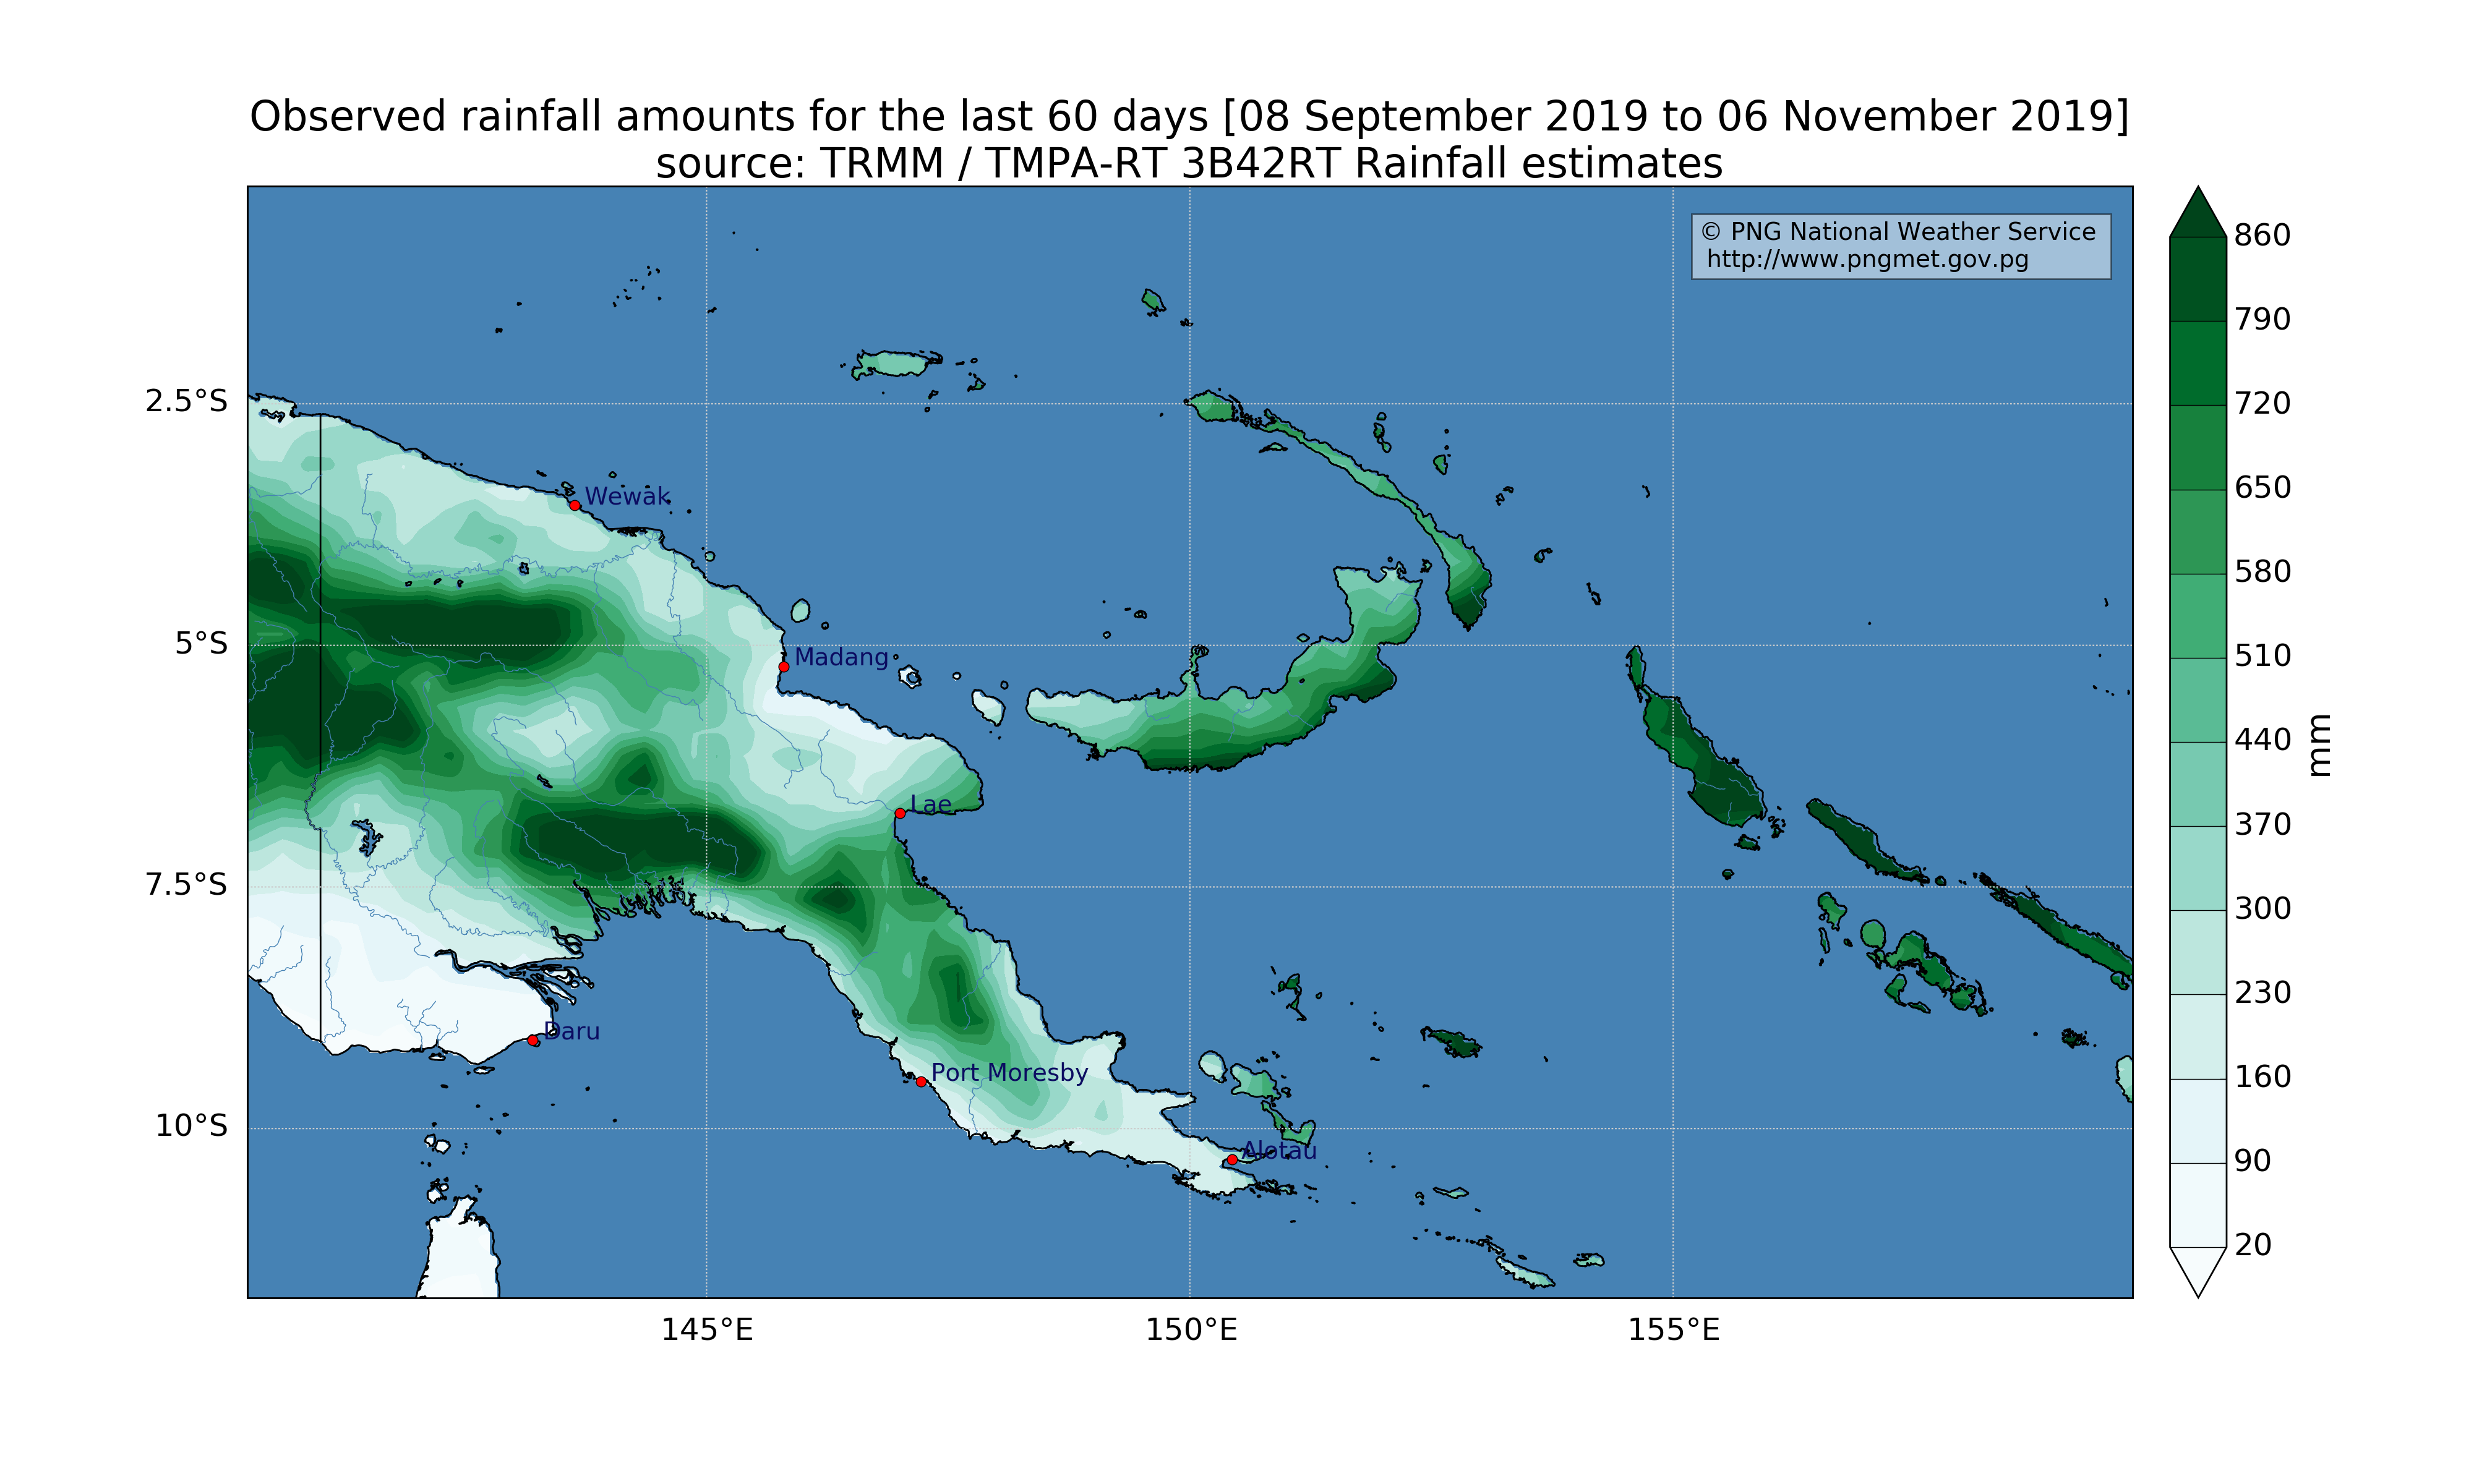 Observed rainfall amounts for the last 60 days [08 September 2019 to 06 November 2019]
source: TRMM / TMPA-RT 3B42RT Rainfall estimates
© PNG National Weather Service
http://www.pngmet.gov.pg
860
790
720
650
580
510
440
370
300
230
160
90
20
mm
2.5°S
5°S
7.5°S
10°S
Wewak
Madang
Lae
Daru
Port Moresby
Alotau
145°E
150°E
155°E